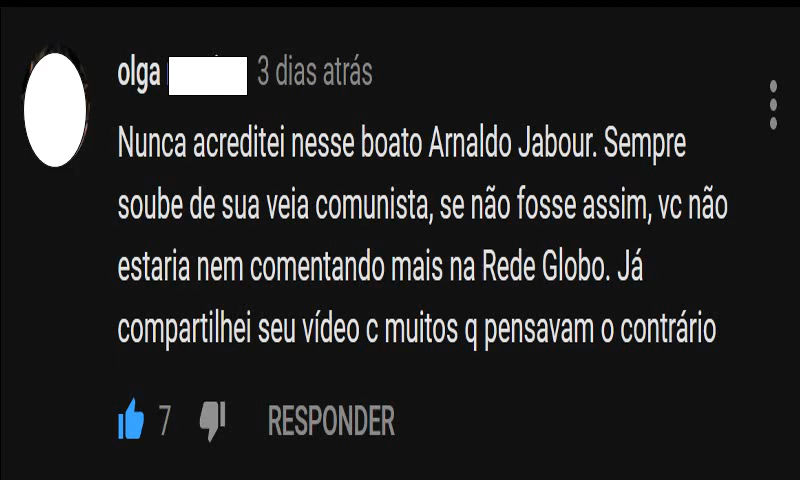 olga 3 dias atrás
Nunca acreditei nesse boato Arnaldo Jabour. Sempre
soube de sua veia comunista, se não fosse assim, vc não
estaria nem comentando mais na Rede Globo. Já
compartilhei seu vídeo c muitos q pensavam o contrário
7 RESPONDER